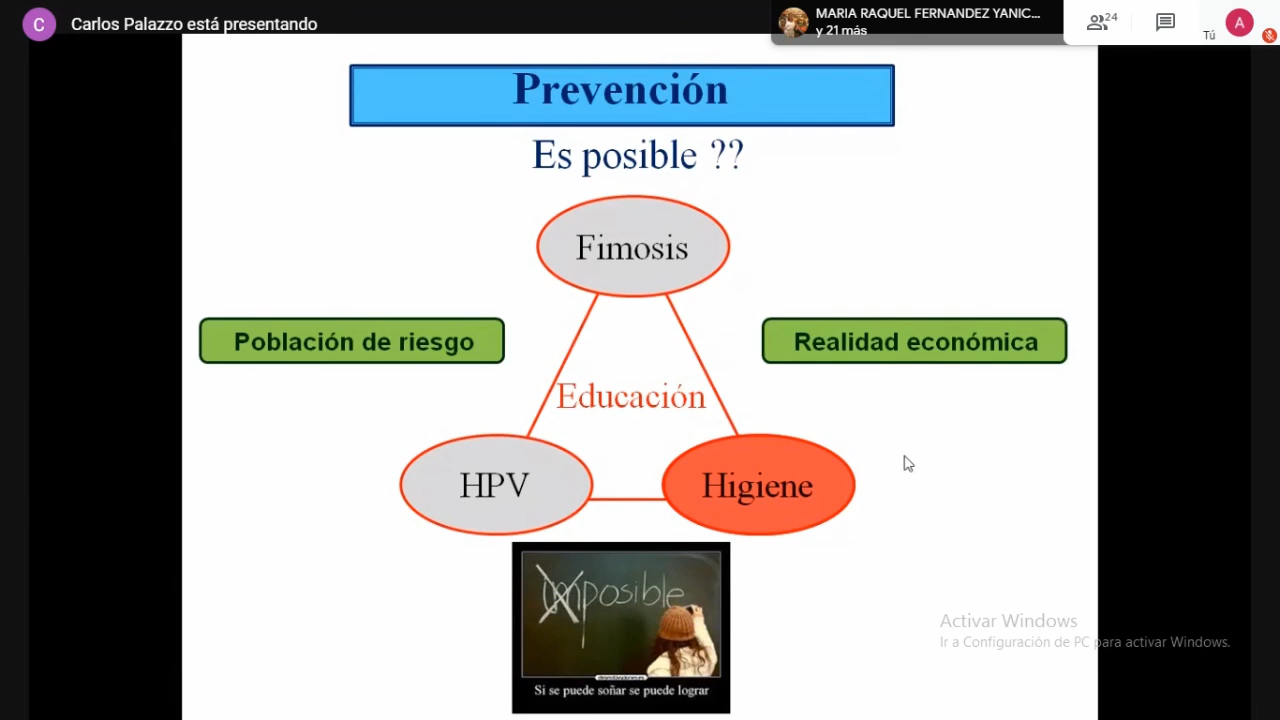 C
Carlos Palazzo está presentando
MARIA RAQUEL FERNANDEZ YANIC...
y 21 más
24
Tú
A
Prevención
Es posible ??
Fimosis
Población de riesgo
Realidad económica
Educación
HPV
Higiene
imposible
Si se puede soñar se puede lograr
Activar Windows
Ir a Configuración de PC para activar Windows.